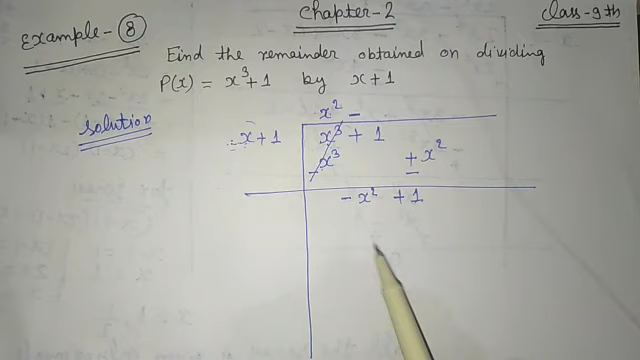 Chapter-2
Class-9th
Example-8
Find the remainder obtained on dividing
P(x) = x³+1 by x+1
Solution
x² -
x+1 x³ + 1
- x³ + x²
-
- x² + 1